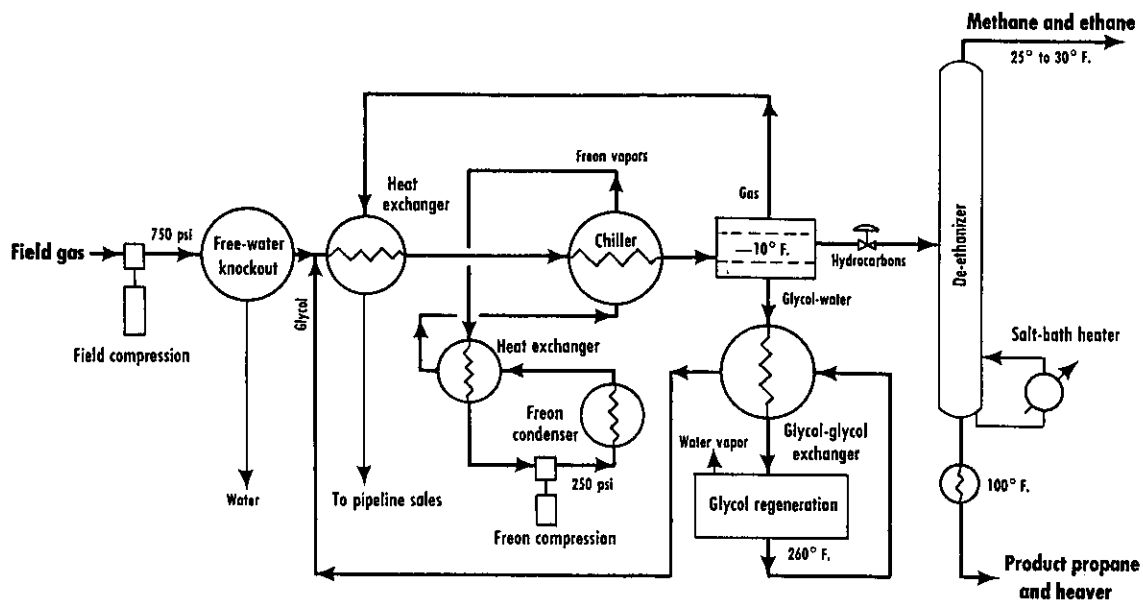 Methane and ethane
25° to 30° F.
Freon vapors
Heat
exchanger
Gas
750 psi
Field gas
Free-water
knockout
Chiller
—10° F.
Hydrocarbons
De-ethanizer
Glycol
Glycol-water
Field compression
Heat exchanger
Salt-bath heater
Freon
condenser
Glycol-glycol
exchanger
Water vapor
250 psi
Water
To pipeline sales
Glycol regeneration
100° F.
Freon compression
260° F.
Product propane
and heaver